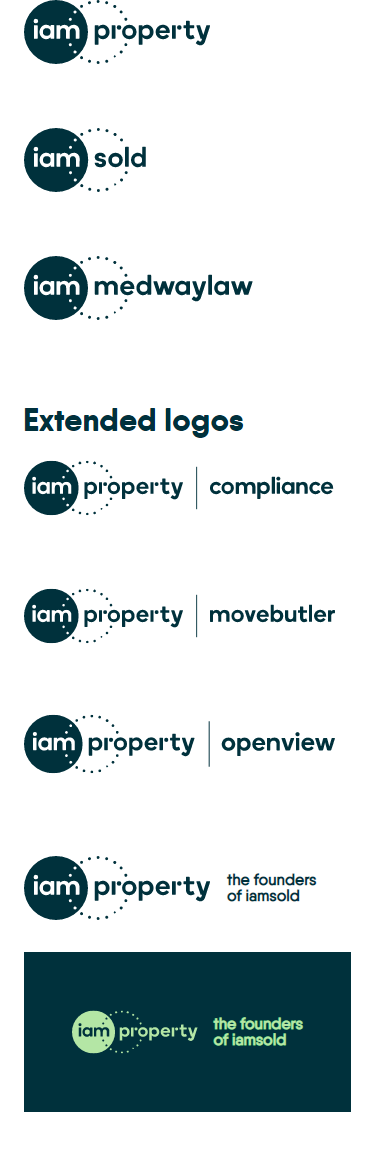 iam property
iam sold
iam medwaylaw
Extended logos
iam property | compliance
iam property | movebutler
iam property | openview
iam property the founders
of iamsold
iam property the founders
of iamsold